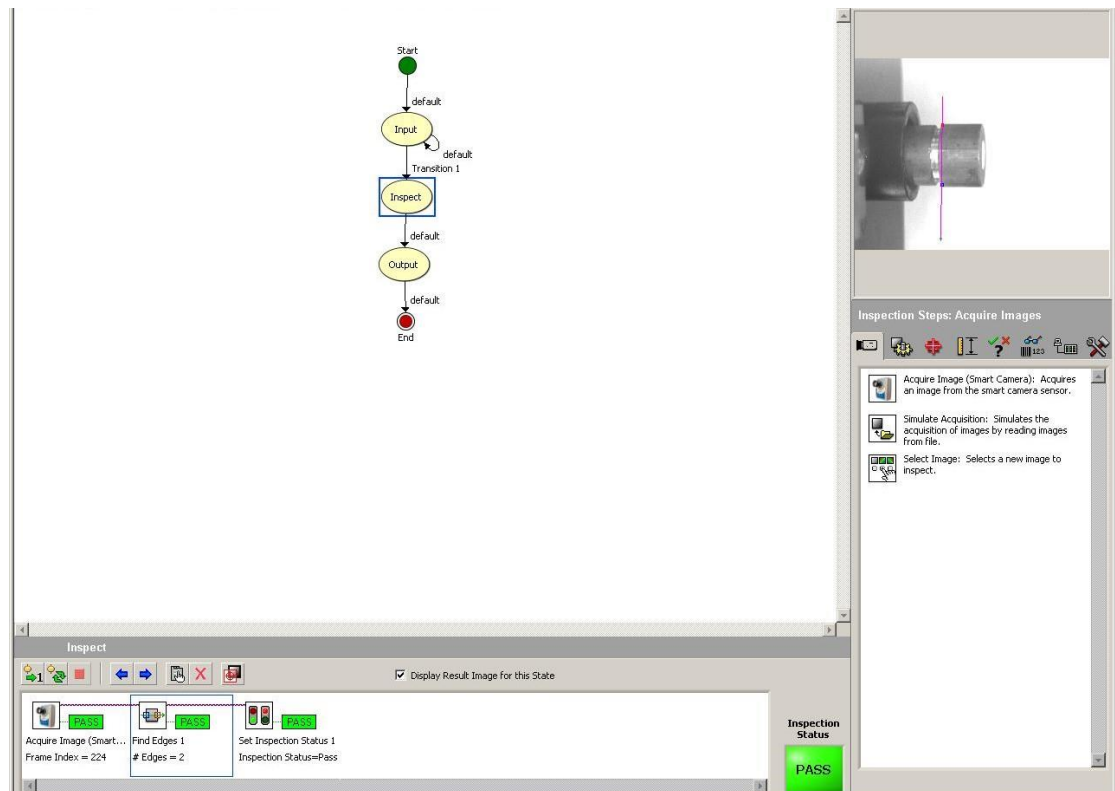 Start
default
Input
default
Transition 1
Inspect
default
Output
default
End
Inspection Steps: Acquire Images
123
Acquire Image (Smart Camera): Acquires
an image from the smart camera sensor.
Simulate Acquisition: Simulates the
acquisition of images by reading images
from file.
Select Image: Selects a new image to
inspect.
Inspect
1
Display Result Image for this State
PASS
PASS
PASS
Acquire Image (Smart...
Find Edges 1
Set Inspection Status 1
Frame Index = 224
# Edges = 2
Inspection Status=Pass
Inspection
Status
PASS